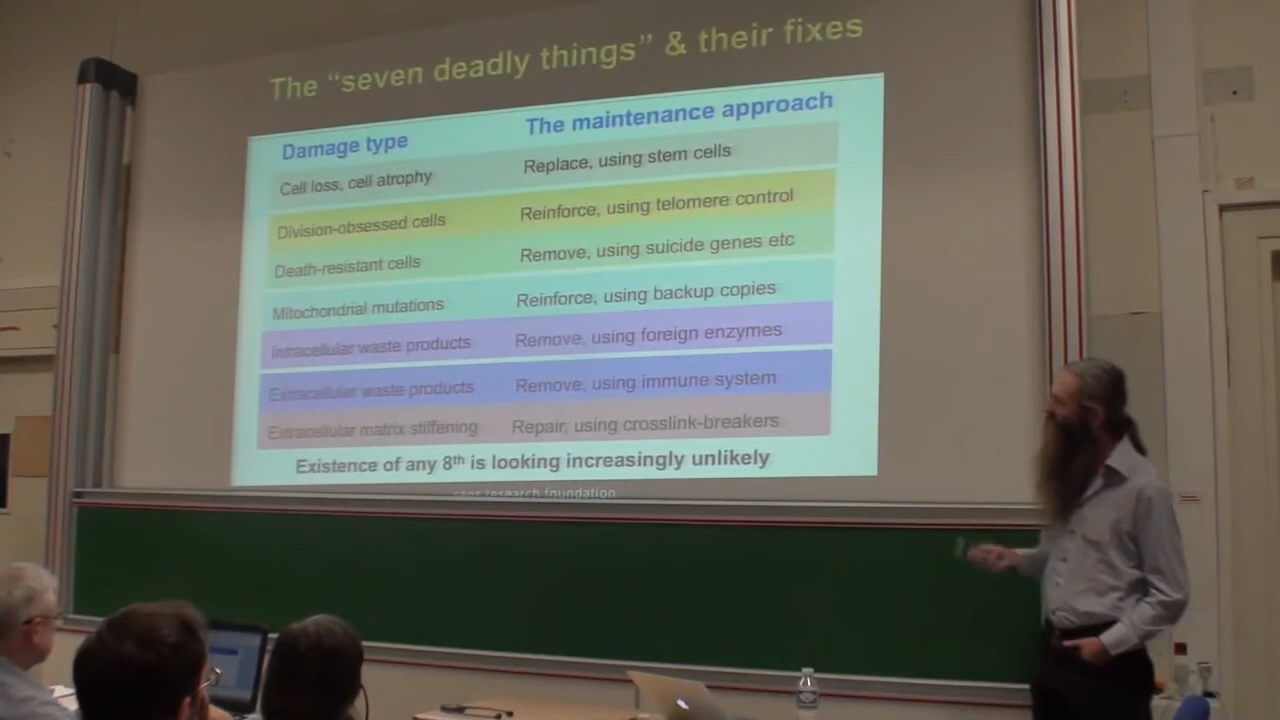 The “seven deadly things” & their fixes
Damage type The maintenance approach
Cell loss, cell atrophy Replace, using stem cells
Division-obsessed cells Reinforce, using telomere control
Death-resistant cells Remove, using suicide genes etc
Mitochondrial mutations Reinforce, using backup copies
Intracellular waste products Remove, using foreign enzymes
Extracellular waste products Remove, using immune system
Extracellular matrix stiffening Repair, using crosslink-breakers
Existence of any 8th is looking increasingly unlikely
sens research foundation